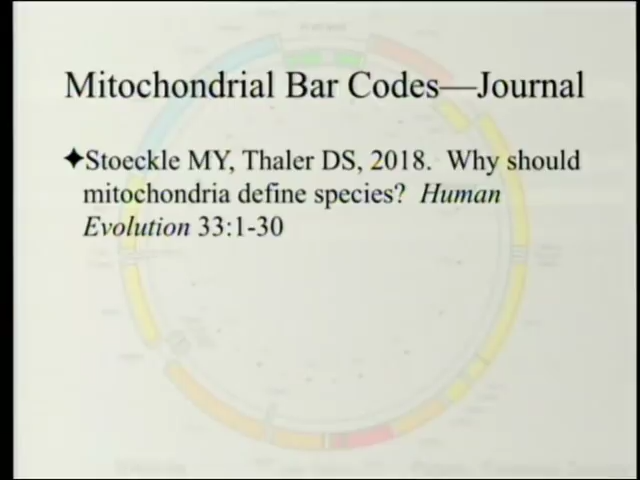 Mitochondrial Bar Codes—Journal
✦Stoeckle MY, Thaler DS, 2018. Why should
mitochondria define species? Human
Evolution 33:1-30